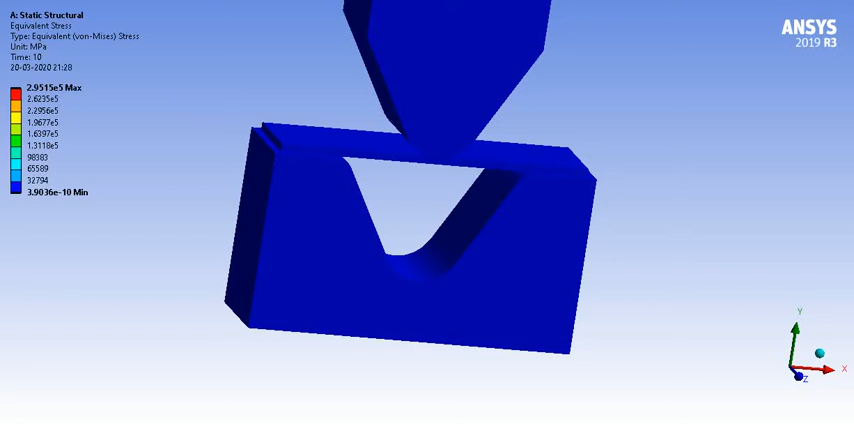 A: Static Structural
Equivalent Stress
Type: Equivalent (von-Mises) Stress
Unit: MPa
Time: 10
20-03-2020 21:28
2.9515e5 Max
2.6235e5
2.2956e5
1.9677e5
1.6397e5
1.3118e5
98383
65589
32794
3.9036e-10 Min
ANSYS
2019 R3
Y
X
Z